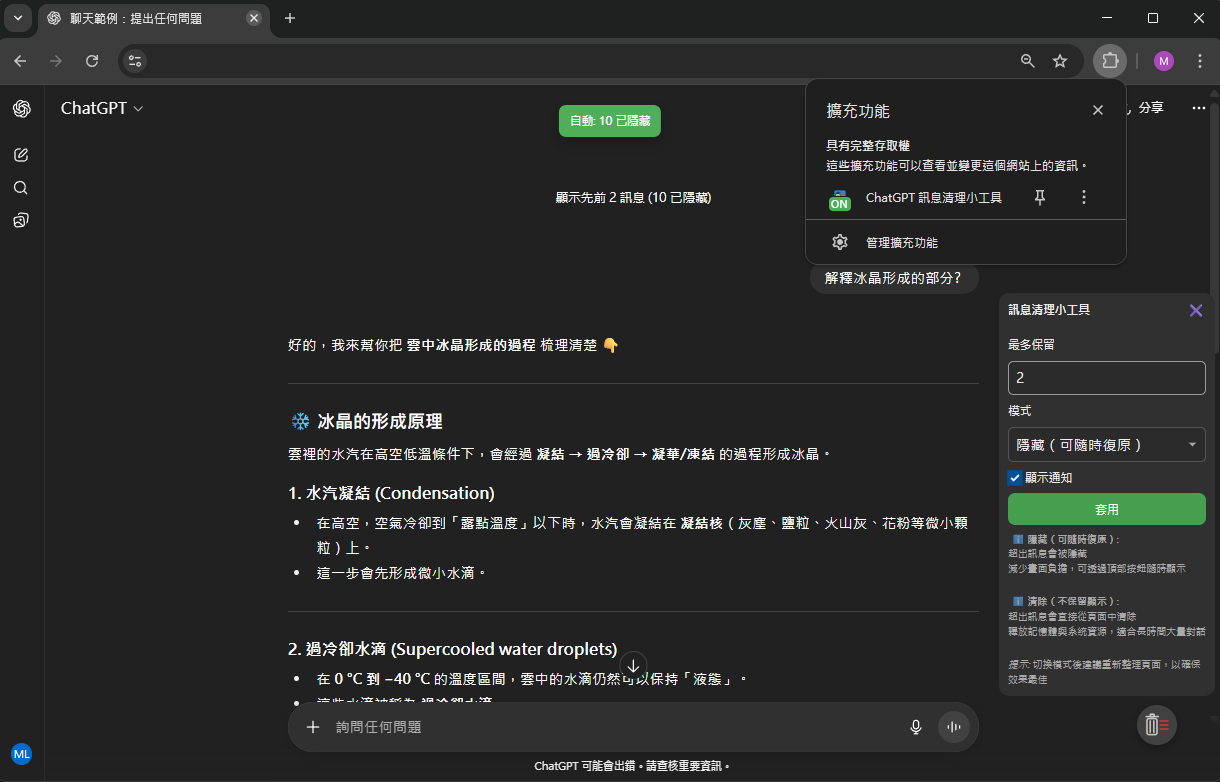 聊天範例：提出任何問題
M
ChatGPT
自動: 10 已隱藏
分享
擴充功能
具有完整存取權
這些擴充功能可以查看並變更這個網站上的資訊。
ON
ChatGPT 訊息清理小工具
管理擴充功能
顯示先前 2 訊息 (10 已隱藏)
解釋冰晶形成的部分?
好的，我來幫你把 雲中冰晶形成的過程 梳理清楚 👇
❄️ 冰晶的形成原理
雲裡的水汽在高空低溫條件下，會經過 凝結 → 過冷卻 → 凝華/凍結 的過程形成冰晶。
1. 水汽凝結 (Condensation)
• 在高空，空氣冷卻到「露點溫度」以下時，水汽會凝結在 凝結核（灰塵、鹽粒、火山灰、花粉等微小顆
粒）上。
• 這一步會先形成微小水滴。
2. 過冷卻水滴 (Supercooled water droplets)
• 在 0 °C 到 −40 °C 的溫度區間，雲中的水滴仍然可以保持「液態」。
• 這些水滴被稱為 過冷卻水滴
詢問任何問題
ChatGPT 可能會出錯。請查核重要資訊。
ML
訊息清理小工具
最多保留
2
模式
隱藏（可隨時復原）
顯示通知
套用
ℹ️ 隱藏（可隨時復原）:
超出訊息會被隱藏
減少畫面負擔，可透過頂部按鈕隨時顯示
ℹ️ 清除（不保留顯示）:
超出訊息會直接從頁面中清除
釋放記憶體與系統資源，適合長時間大量對話
提示: 切換模式後建議重新整理頁面，以確保
效果最佳